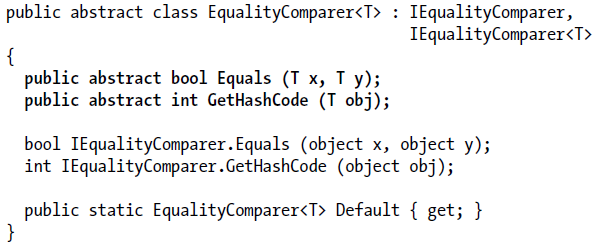 public abstract class EqualityComparer<T> : IEqualityComparer,
                                            IEqualityComparer<T>
{
  public abstract bool Equals (T x, T y);
  public abstract int GetHashCode (T obj);

  bool IEqualityComparer.Equals (object x, object y);
  int IEqualityComparer.GetHashCode (object obj);

  public static EqualityComparer<T> Default { get; }
}